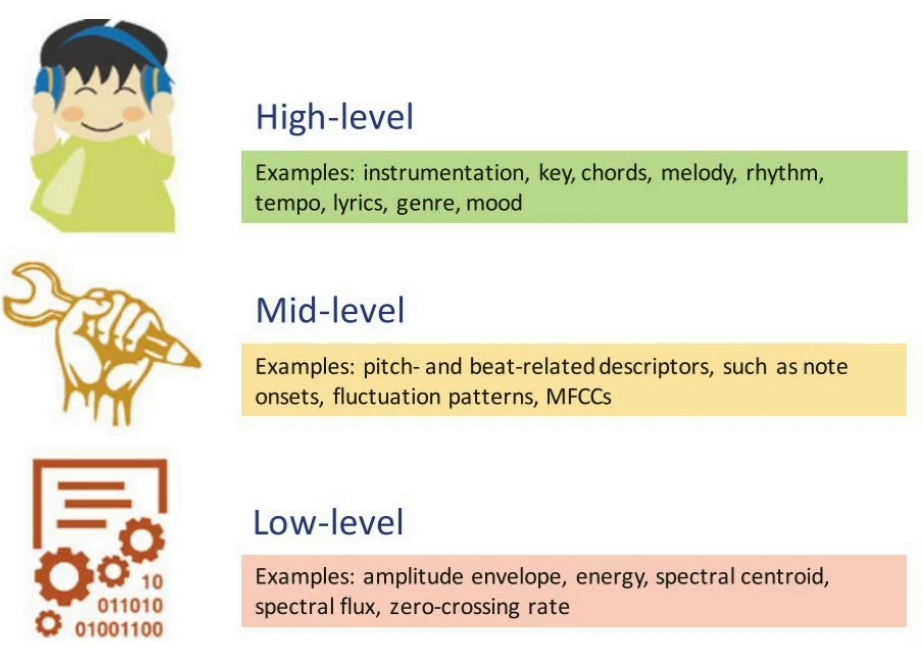 High-level
Examples: instrumentation, key, chords, melody, rhythm,
tempo, lyrics, genre, mood
Mid-level
Examples: pitch- and beat-related descriptors, such as note
onsets, fluctuation patterns, MFCCs
Low-level
Examples: amplitude envelope, energy, spectral centroid,
spectral flux, zero-crossing rate
10
011010
01001100